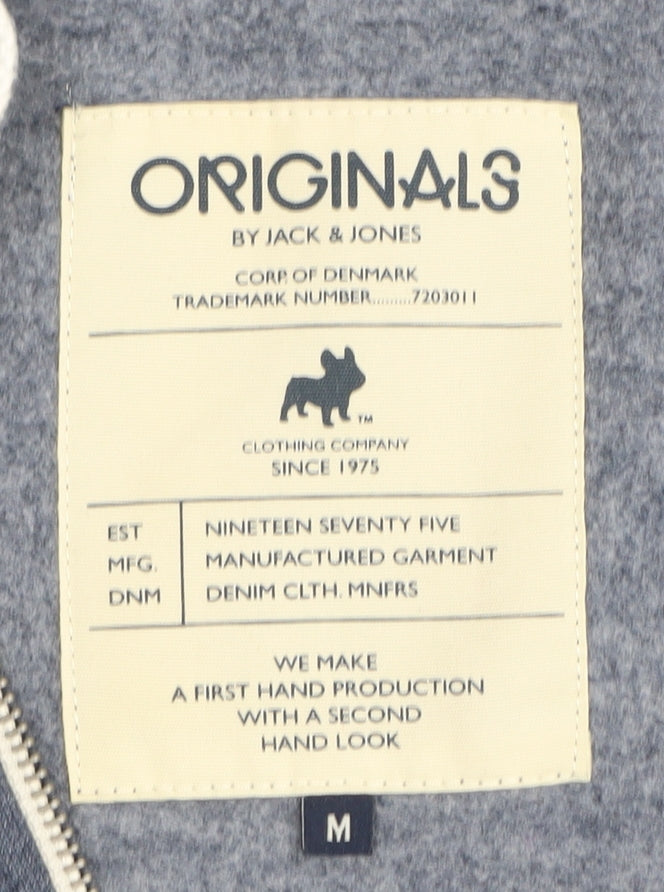 ORIGINALS
BY JACK & JONES
CORP. OF DENMARK
TRADEMARK NUMBER.........7203011
TM
CLOTHING COMPANY
SINCE 1975
EST NINETEEN SEVENTY FIVE
MFG. MANUFACTURED GARMENT
DNM DENIM CLTH. MNFRS
WE MAKE
A FIRST HAND PRODUCTION
WITH A SECOND
HAND LOOK
M